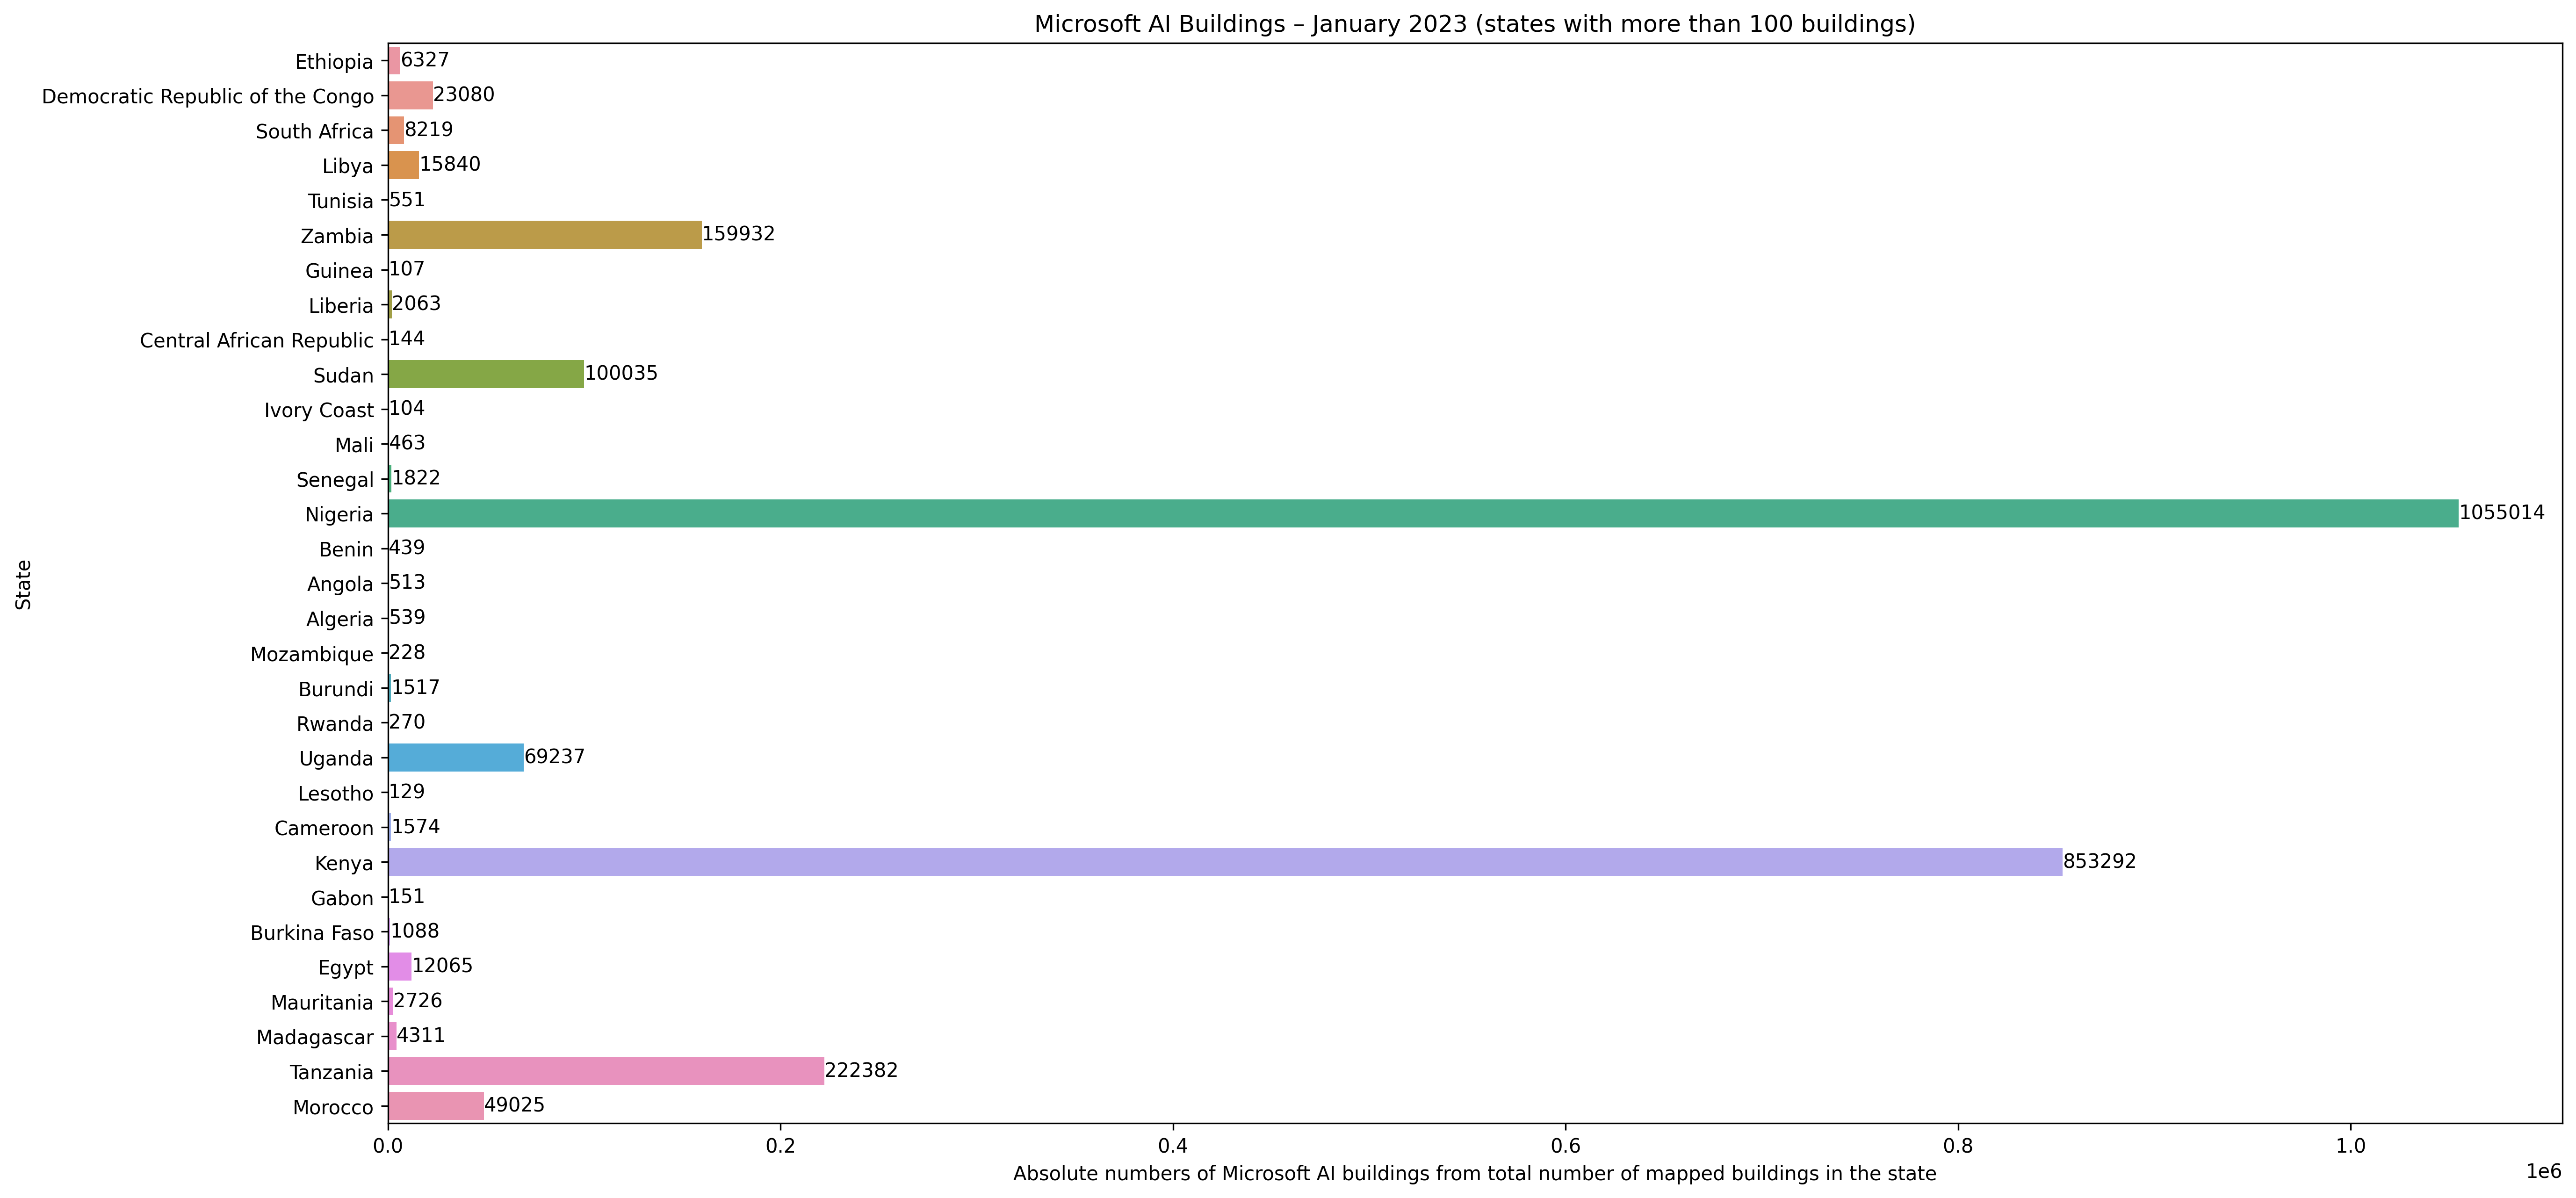 Microsoft AI Buildings – January 2023 (states with more than 100 buildings)
State
Ethiopia 6327
Democratic Republic of the Congo 23080
South Africa 8219
Libya 15840
Tunisia 551
Zambia 159932
Guinea 107
Liberia 2063
Central African Republic 144
Sudan 100035
Ivory Coast 104
Mali 463
Senegal 1822
Nigeria 1055014
Benin 439
Angola 513
Algeria 539
Mozambique 228
Burundi 1517
Rwanda 270
Uganda 69237
Lesotho 129
Cameroon 1574
Kenya 853292
Gabon 151
Burkina Faso 1088
Egypt 12065
Mauritania 2726
Madagascar 4311
Tanzania 222382
Morocco 49025
0.0 0.2 0.4 0.6 0.8 1.0
1e6
Absolute numbers of Microsoft AI buildings from total number of mapped buildings in the state